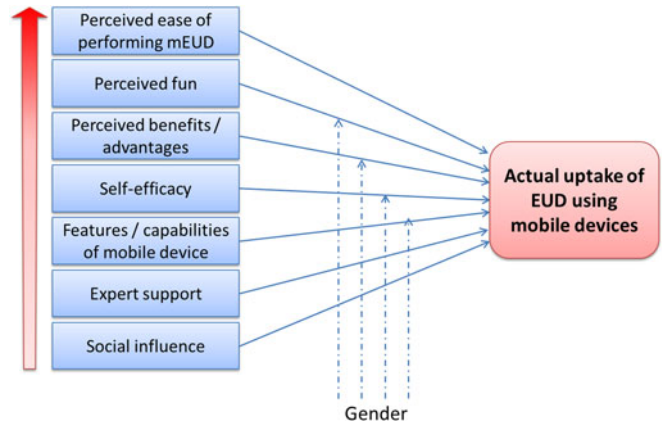 Perceived ease of
performing mEUD
Perceived fun
Perceived benefits /
advantages
Self-efficacy
Features / capabilities
of mobile device
Expert support
Social influence
Actual uptake of
EUD using
mobile devices
Gender